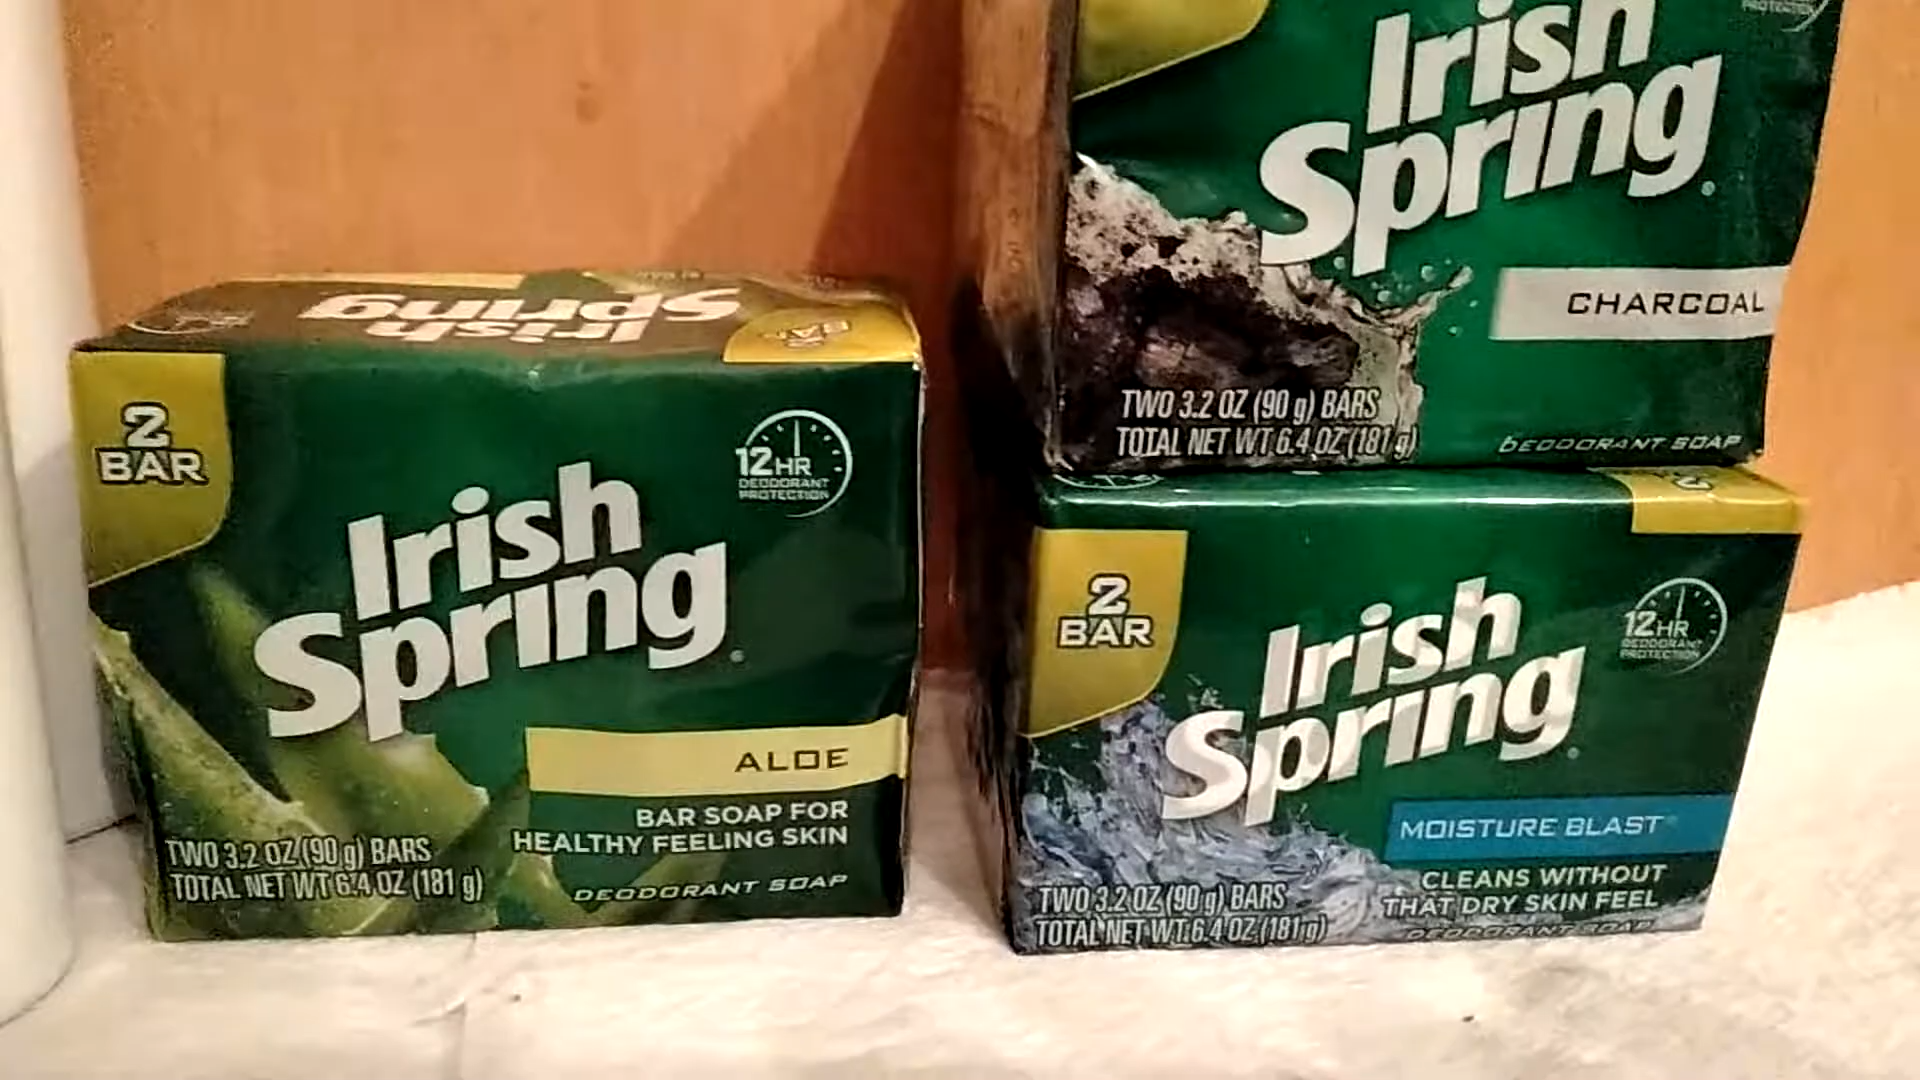 Irish
Spring
2
BAR
12HR
DEODORANT
PROTECTION
Irish
Spring
ALOE
BAR SOAP FOR
HEALTHY FEELING SKIN
TWO 3.2 OZ (90 g) BARS
TOTAL NET WT 6.4 OZ (181 g)
DEODORANT SOAP
PROTECTION
Irish
Spring
CHARCOAL
TWO 3.2 OZ (90 g) BARS
TOTAL NET WT 6.4 OZ (181 g)
DEODORANT SOAP
2
BAR
12HR
DEODORANT
PROTECTION
Irish
Spring
MOISTURE BLAST
CLEANS WITHOUT
THAT DRY SKIN FEEL
TWO 3.2 OZ (90 g) BARS
TOTAL NET WT 6.4 OZ (181 g)
DEODORANT SOAP